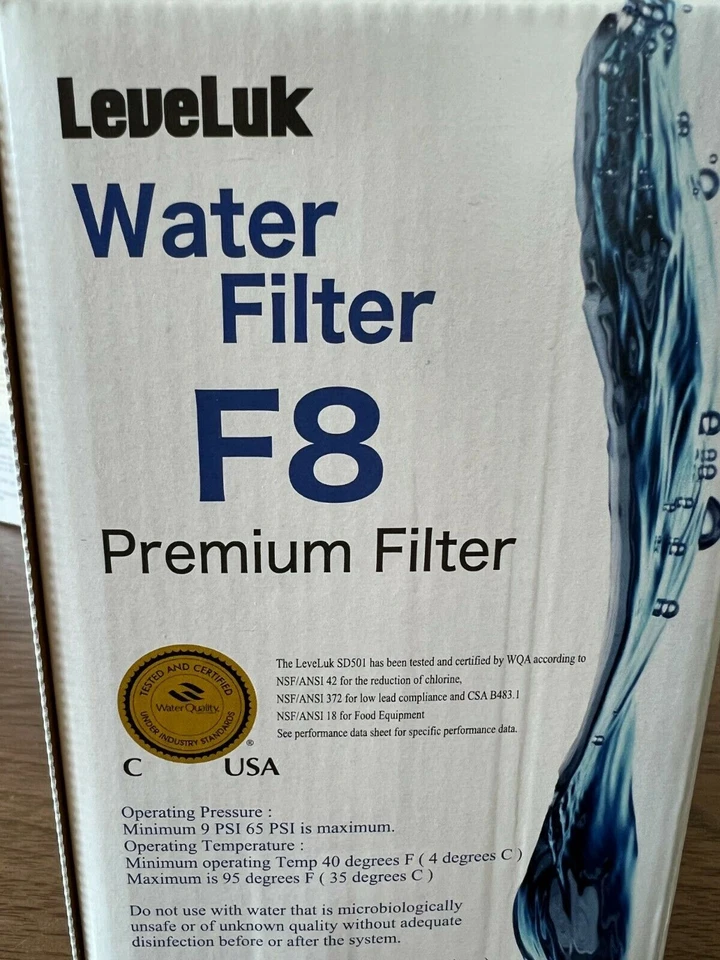 LeveLuk
Water
Filter
F8
Premium Filter
TESTED AND CERTIFIED
Water Quality
UNDER INDUSTRY STANDARDS
®
C USA
The LeveLuk SD501 has been tested and certified by WQA according to
NSF/ANSI 42 for the reduction of chlorine,
NSF/ANSI 372 for low lead compliance and CSA B483.1
NSF/ANSI 18 for Food Equipment
See performance data sheet for specific performance data.
Operating Pressure :
Minimum 9 PSI 65 PSI is maximum.
Operating Temperature :
Minimum operating Temp 40 degrees F ( 4 degrees C )
Maximum is 95 degrees F ( 35 degrees C )
Do not use with water that is microbiologically
unsafe or of unknown quality without adequate
disinfection before or after the system.